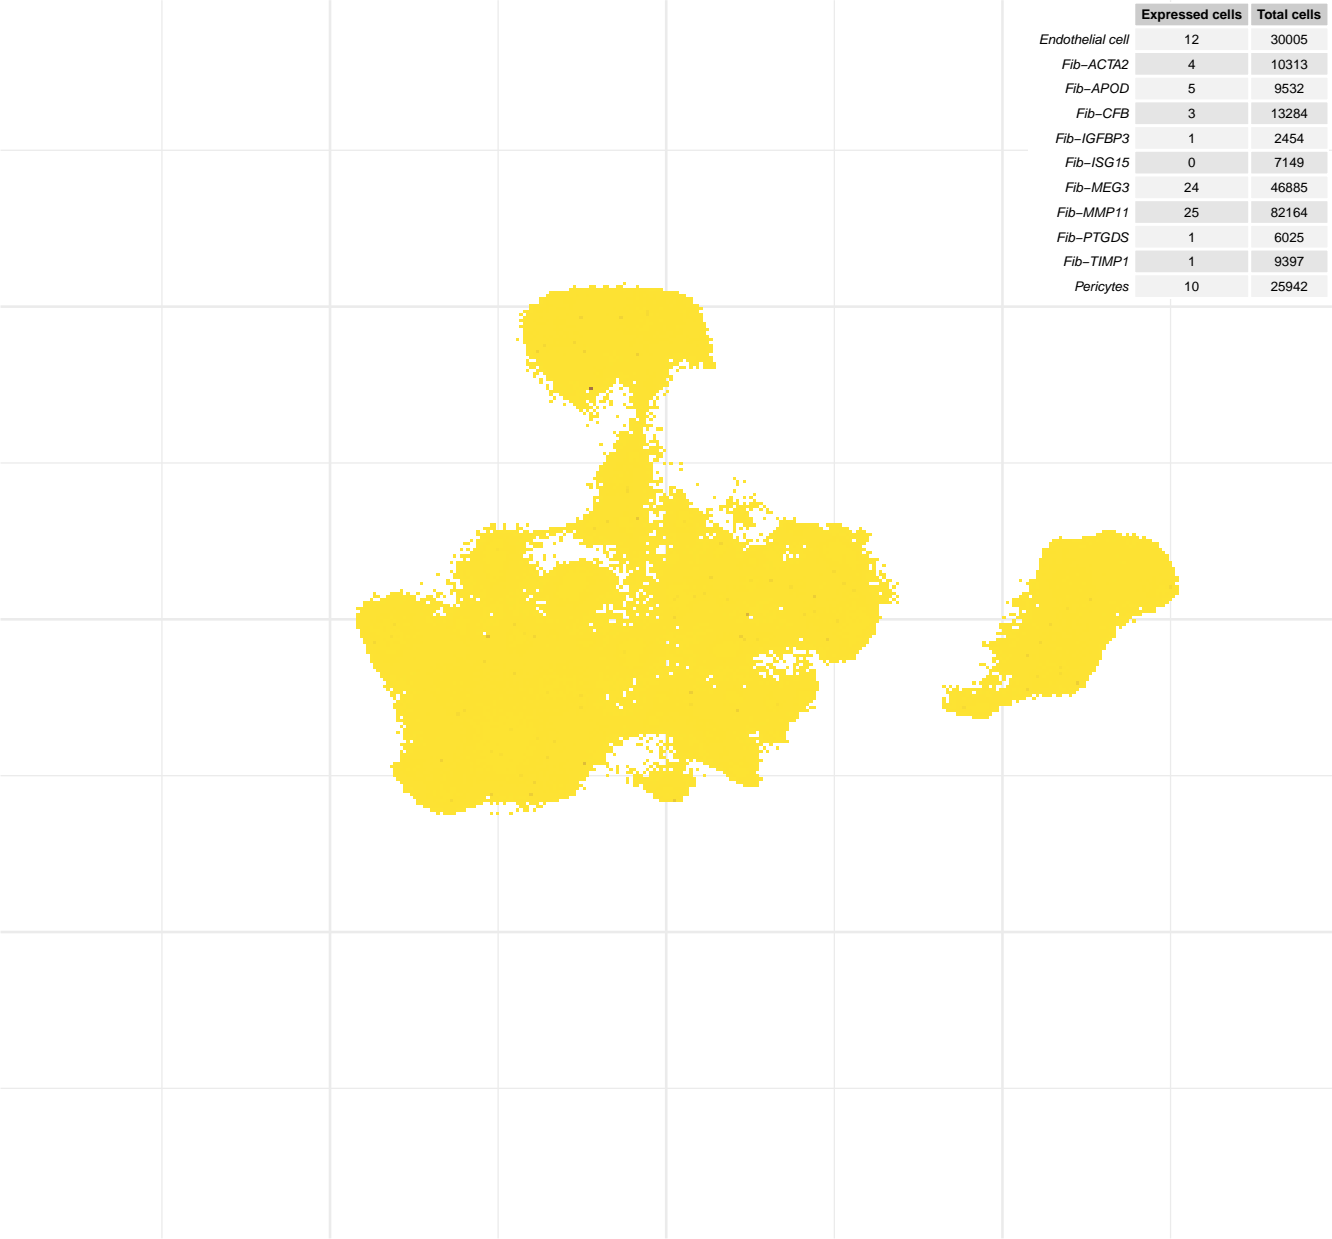 Expressed cells Total cells
Endothelial cell 12 30005
Fib−ACTA2 4 10313
Fib−APOD 5 9532
Fib−CFB 3 13284
Fib−IGFBP3 1 2454
Fib−ISG15 0 7149
Fib−MEG3 24 46885
Fib−MMP11 25 82164
Fib−PTGDS 1 6025
Fib−TIMP1 1 9397
Pericytes 10 25942